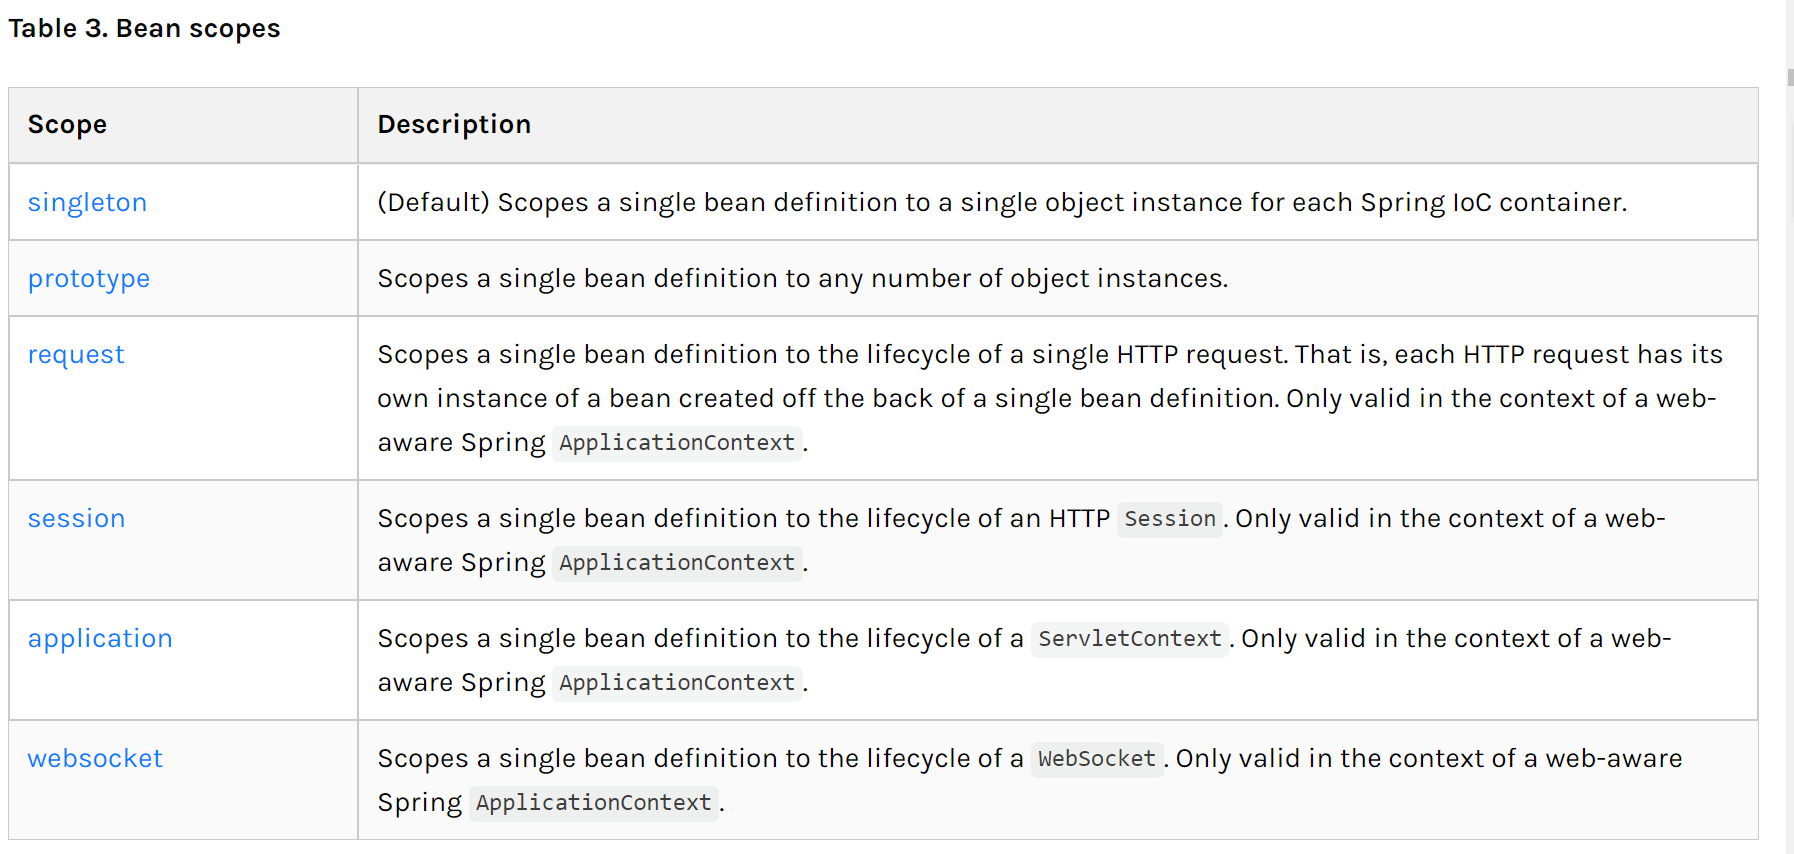 Table 3. Bean scopes
Scope
Description
singleton
(Default) Scopes a single bean definition to a single object instance for each Spring IoC container.
prototype
Scopes a single bean definition to any number of object instances.
request
Scopes a single bean definition to the lifecycle of a single HTTP request. That is, each HTTP request has its
own instance of a bean created off the back of a single bean definition. Only valid in the context of a web-
aware Spring ApplicationContext.
session
Scopes a single bean definition to the lifecycle of an HTTP Session. Only valid in the context of a web-
aware Spring ApplicationContext.
application
Scopes a single bean definition to the lifecycle of a ServletContext. Only valid in the context of a web-
aware Spring ApplicationContext.
websocket
Scopes a single bean definition to the lifecycle of a WebSocket. Only valid in the context of a web-aware
Spring ApplicationContext.